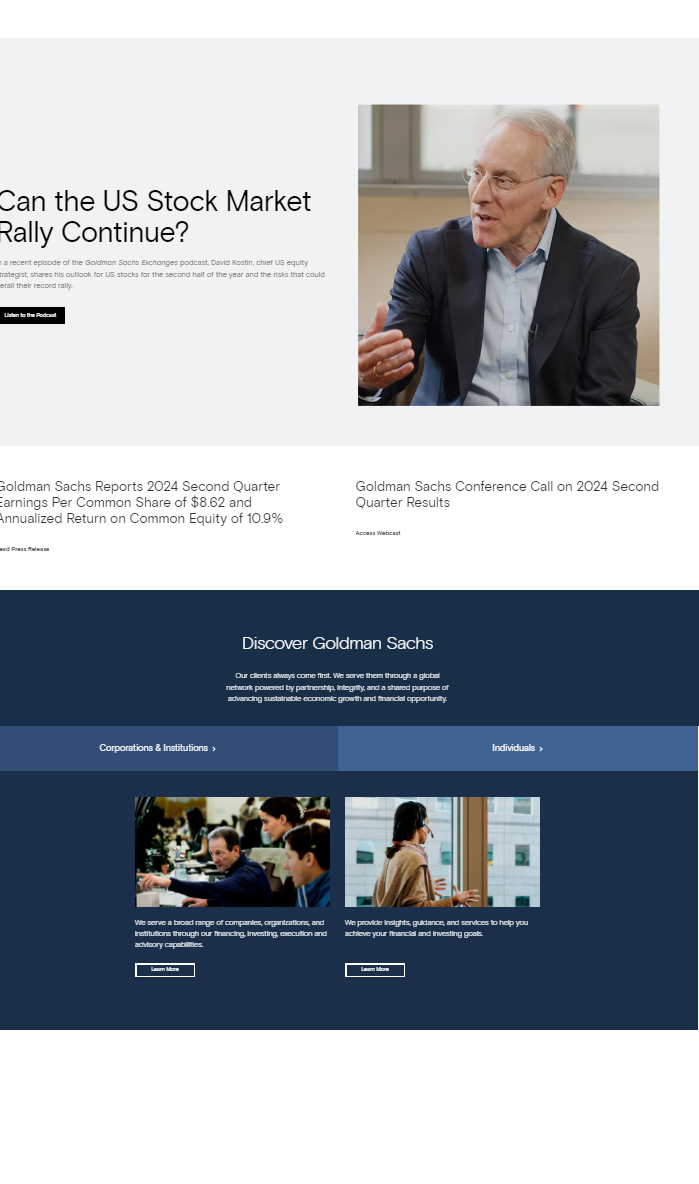 Can the US Stock Market
Rally Continue?
a recent episode of the Goldman Sachs Exchanges podcast, David Kostin, chief US equity
trategist, shares his outlook for US stocks for the second half of the year and the risks that could
erail their record rally.
Listen to the Podcast
Goldman Sachs Reports 2024 Second Quarter
Earnings Per Common Share of $8.62 and
Annualized Return on Common Equity of 10.9%
ead Press Release
Goldman Sachs Conference Call on 2024 Second
Quarter Results
Access Webcast
Discover Goldman Sachs
Our clients always come first. We serve them through a global
network powered by partnership, integrity, and a shared purpose of
advancing sustainable economic growth and financial opportunity.
Corporations & Institutions ›
Individuals ›
We serve a broad range of companies, organizations, and
institutions through our financing, investing, execution and
advisory capabilities.
Learn More
We provide insights, guidance, and services to help you
achieve your financial and investing goals.
Learn More